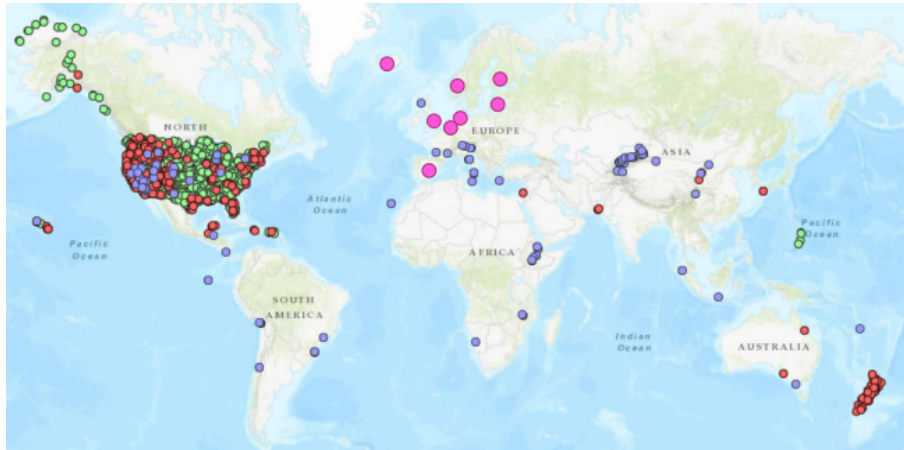 NORTH
EUROPE
ASIA
Atlantic
Ocean
Pacific
Ocean
Pacific
Ocean
AFRICA
SOUTH
AMERICA
Indian
Ocean
AUSTRALIA